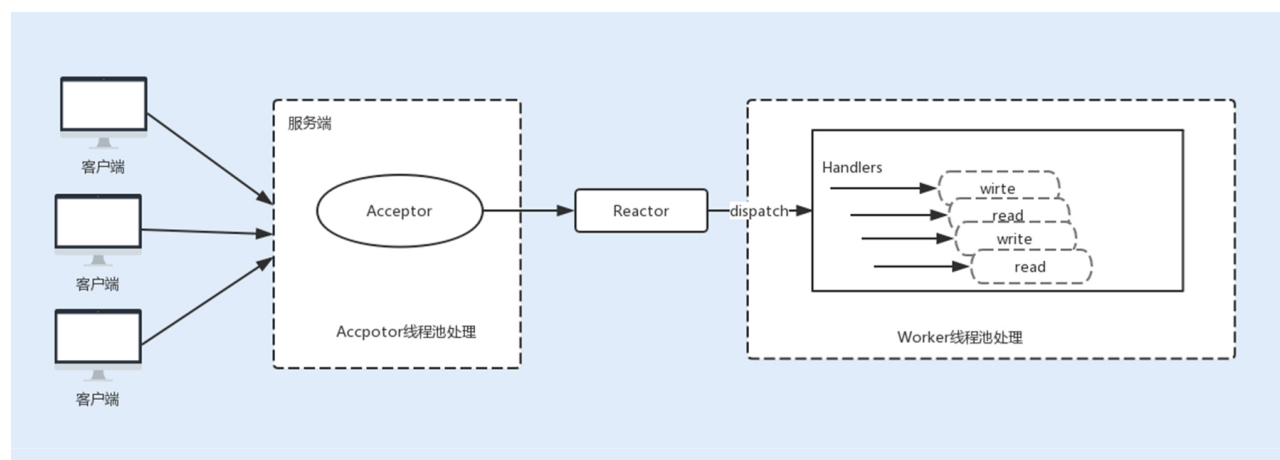 客户端
客户端
客户端
服务端
Acceptor
Accpotor线程池处理
Reactor
dispatch
Handlers
wirte
read
write
read
Worker线程池处理